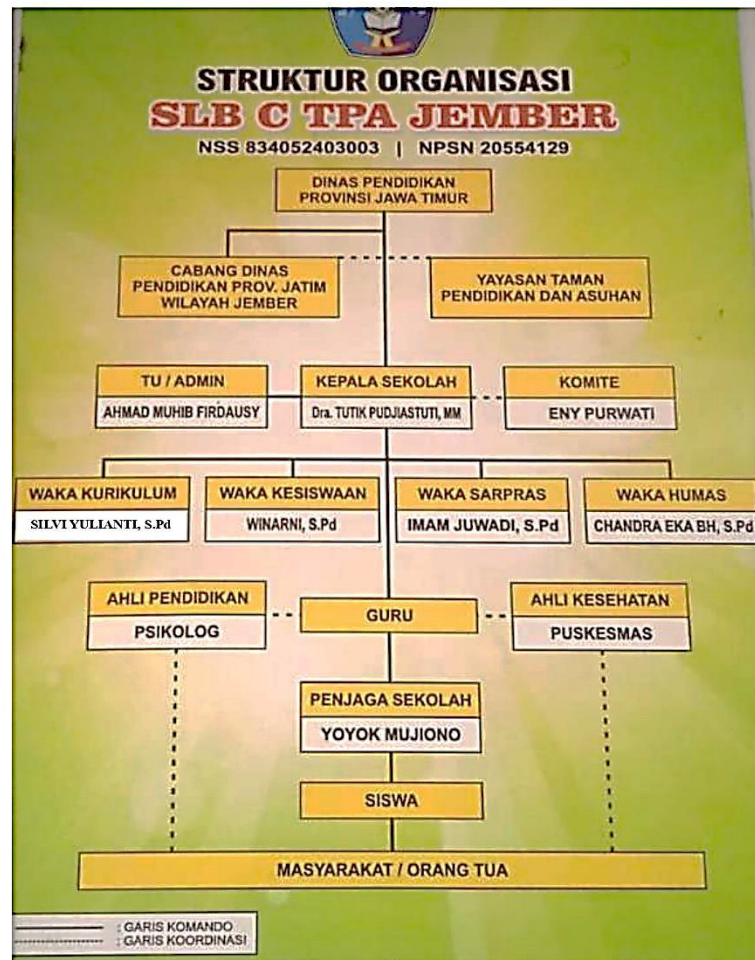 STRUKTUR ORGANISASI
SLB C TPA JEMBER
NSS 834052403003 | NPSN 20554129
DINAS PENDIDIKAN
PROVINSI JAWA TIMUR
CABANG DINAS
PENDIDIKAN PROV. JATIM
WILAYAH JEMBER
YAYASAN TAMAN
PENDIDIKAN DAN ASUHAN
TU / ADMIN
AHMAD MUHIB FIRDAUSY
KEPALA SEKOLAH
Dra. TUTIK PUDJIASTUTI, MM
KOMITE
ENY PURWATI
WAKA KURIKULUM
SILVI YULIANTI, S.Pd
WAKA KESISWAAN
WINARNI, S.Pd
WAKA SARPRAS
IMAM JUWADI, S.Pd
WAKA HUMAS
CHANDRA EKA BH, S.Pd
AHLI PENDIDIKAN
PSIKOLOG
GURU
AHLI KESEHATAN
PUSKESMAS
PENJAGA SEKOLAH
YOYOK MUJIONO
SISWA
MASYARAKAT / ORANG TUA
: GARIS KOMANDO
: GARIS KOORDINASI